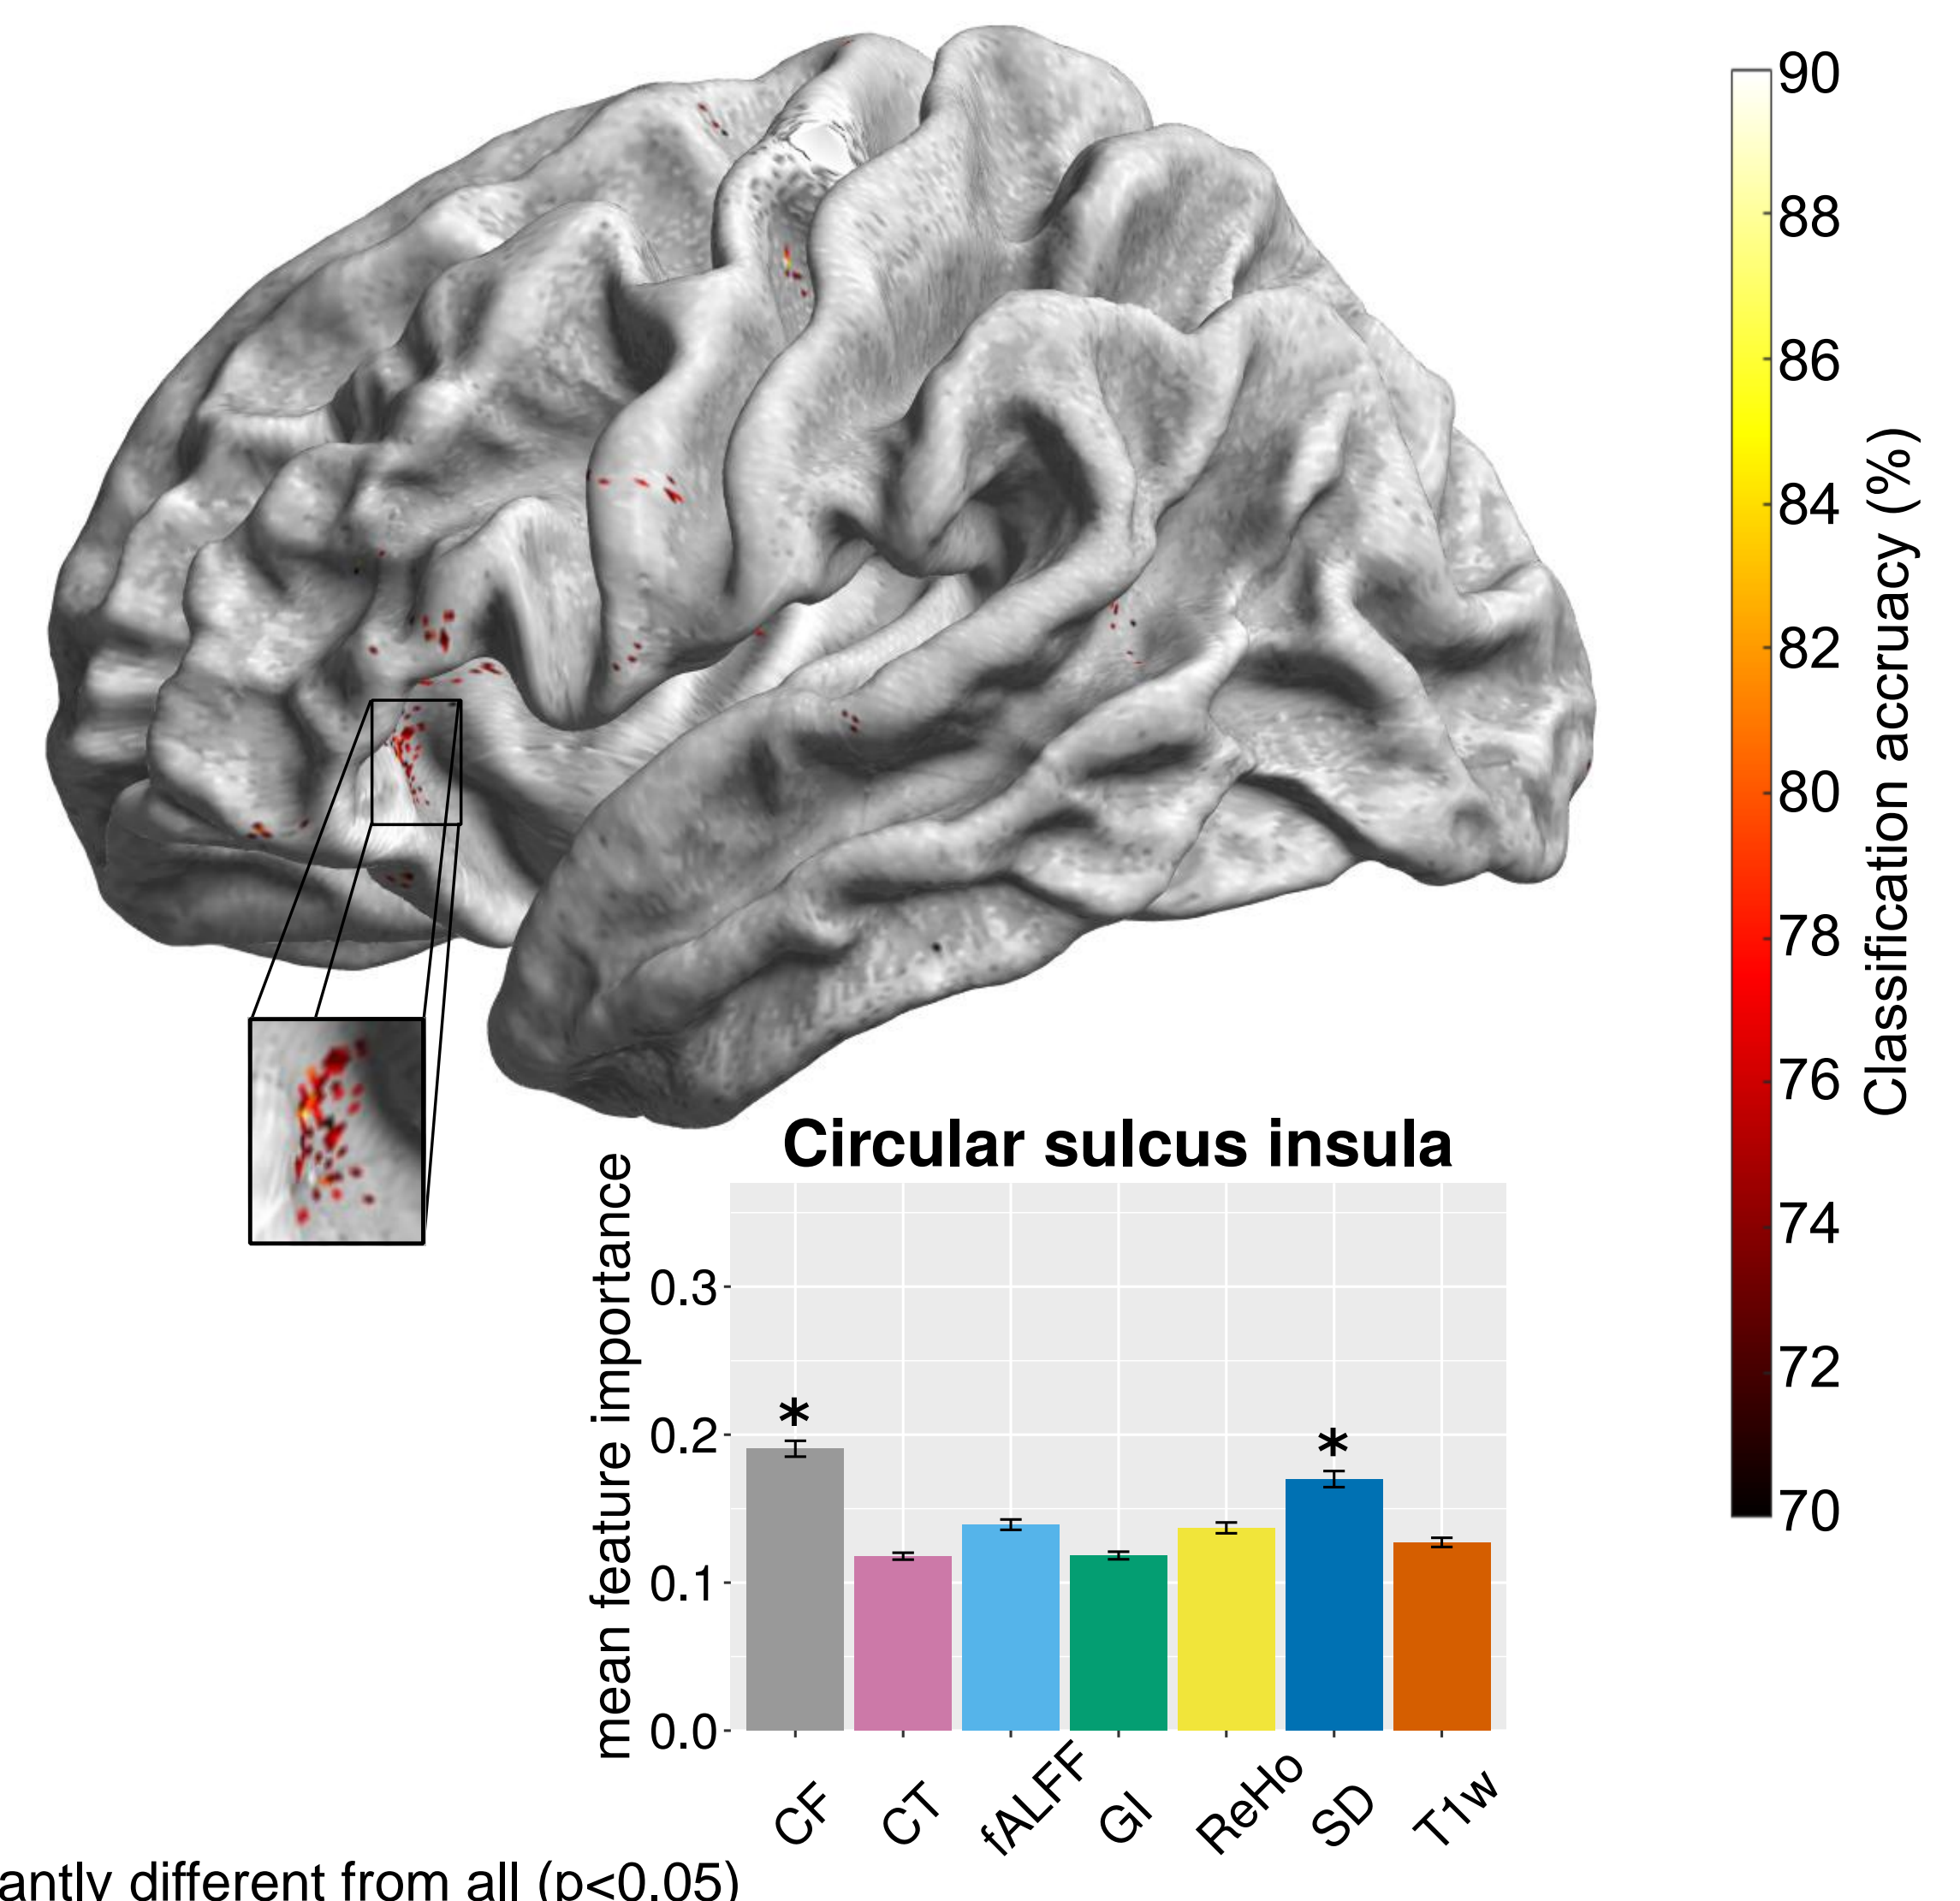 90
88
86
84
82
80
78
76
74
72
70
Classification accruacy (%)
Circular sulcus insula
mean feature importance
0.3
0.2
0.1
0.0
*
*
CF
CT
fALFF
GI
ReHo
SD
T1w
antly different from all (p<0.05)